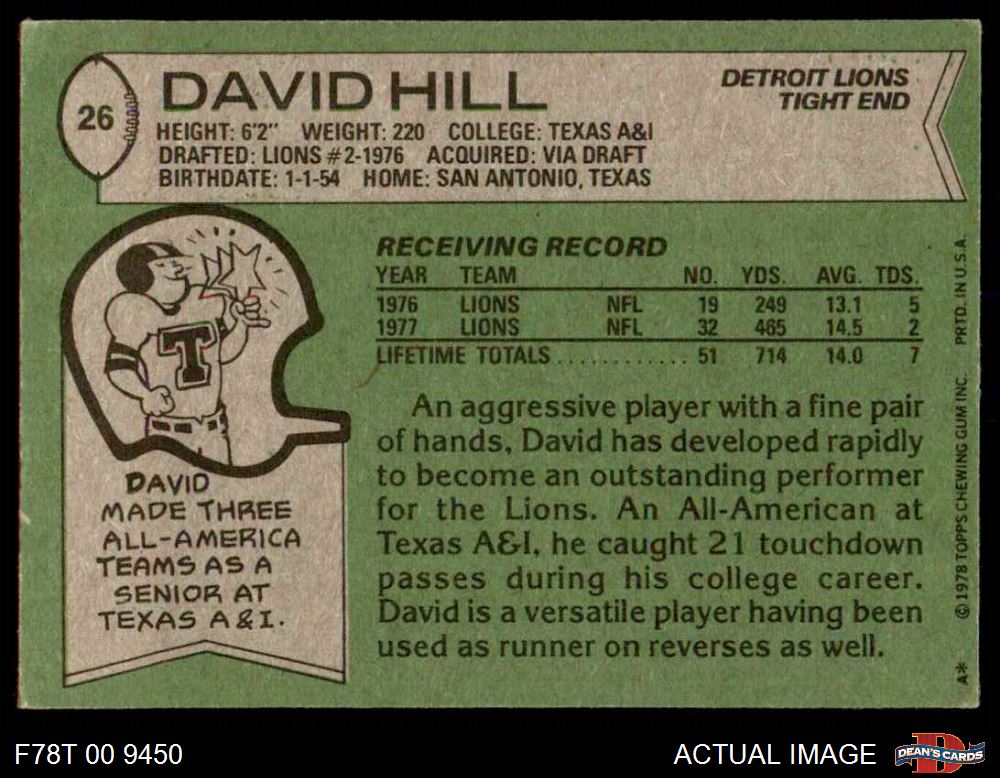 26
DAVID HILL
DETROIT LIONS
TIGHT END
HEIGHT: 6'2" WEIGHT: 220 COLLEGE: TEXAS A&I
DRAFTED: LIONS #2-1976 ACQUIRED: VIA DRAFT
BIRTHDATE: 1-1-54 HOME: SAN ANTONIO, TEXAS
T
DAVID
MADE THREE
ALL-AMERICA
TEAMS AS A
SENIOR AT
TEXAS A & I.
RECEIVING RECORD
YEAR TEAM NO. YDS. AVG. TDS.
1976 LIONS NFL 19 249 13.1 5
1977 LIONS NFL 32 465 14.5 2
LIFETIME TOTALS............ 51 714 14.0 7
An aggressive player with a fine pair
of hands, David has developed rapidly
to become an outstanding performer
for the Lions. An All-American at
Texas A&I, he caught 21 touchdown
passes during his college career.
David is a versatile player having been
used as runner on reverses as well.
A* © 1978 TOPPS CHEWING GUM INC. PRTD. IN U.S.A.
F78T 00 9450
ACTUAL IMAGE
D
DEAN'S CARDS